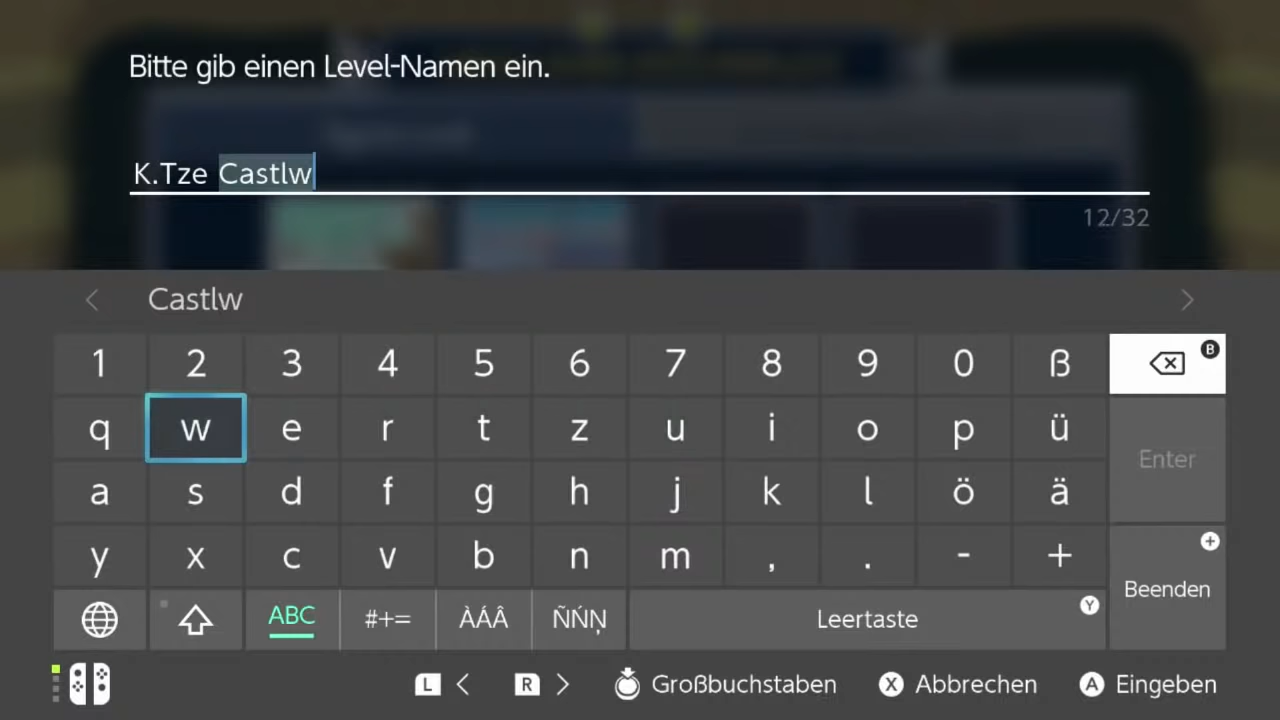 Bitte gib einen Level-Namen ein.
K.Tze Castlw
12/32
Castlw
1 2 3 4 5 6 7 8 9 0 ß B
q w e r t z u i o p ü Enter
a s d f g h j k l ö ä
y x c v b n m , . - + Beenden
ABC #+= ÀÁÂ ÑŃŅ Leertaste Y
L < R > Großbuchstaben X Abbrechen A Eingeben